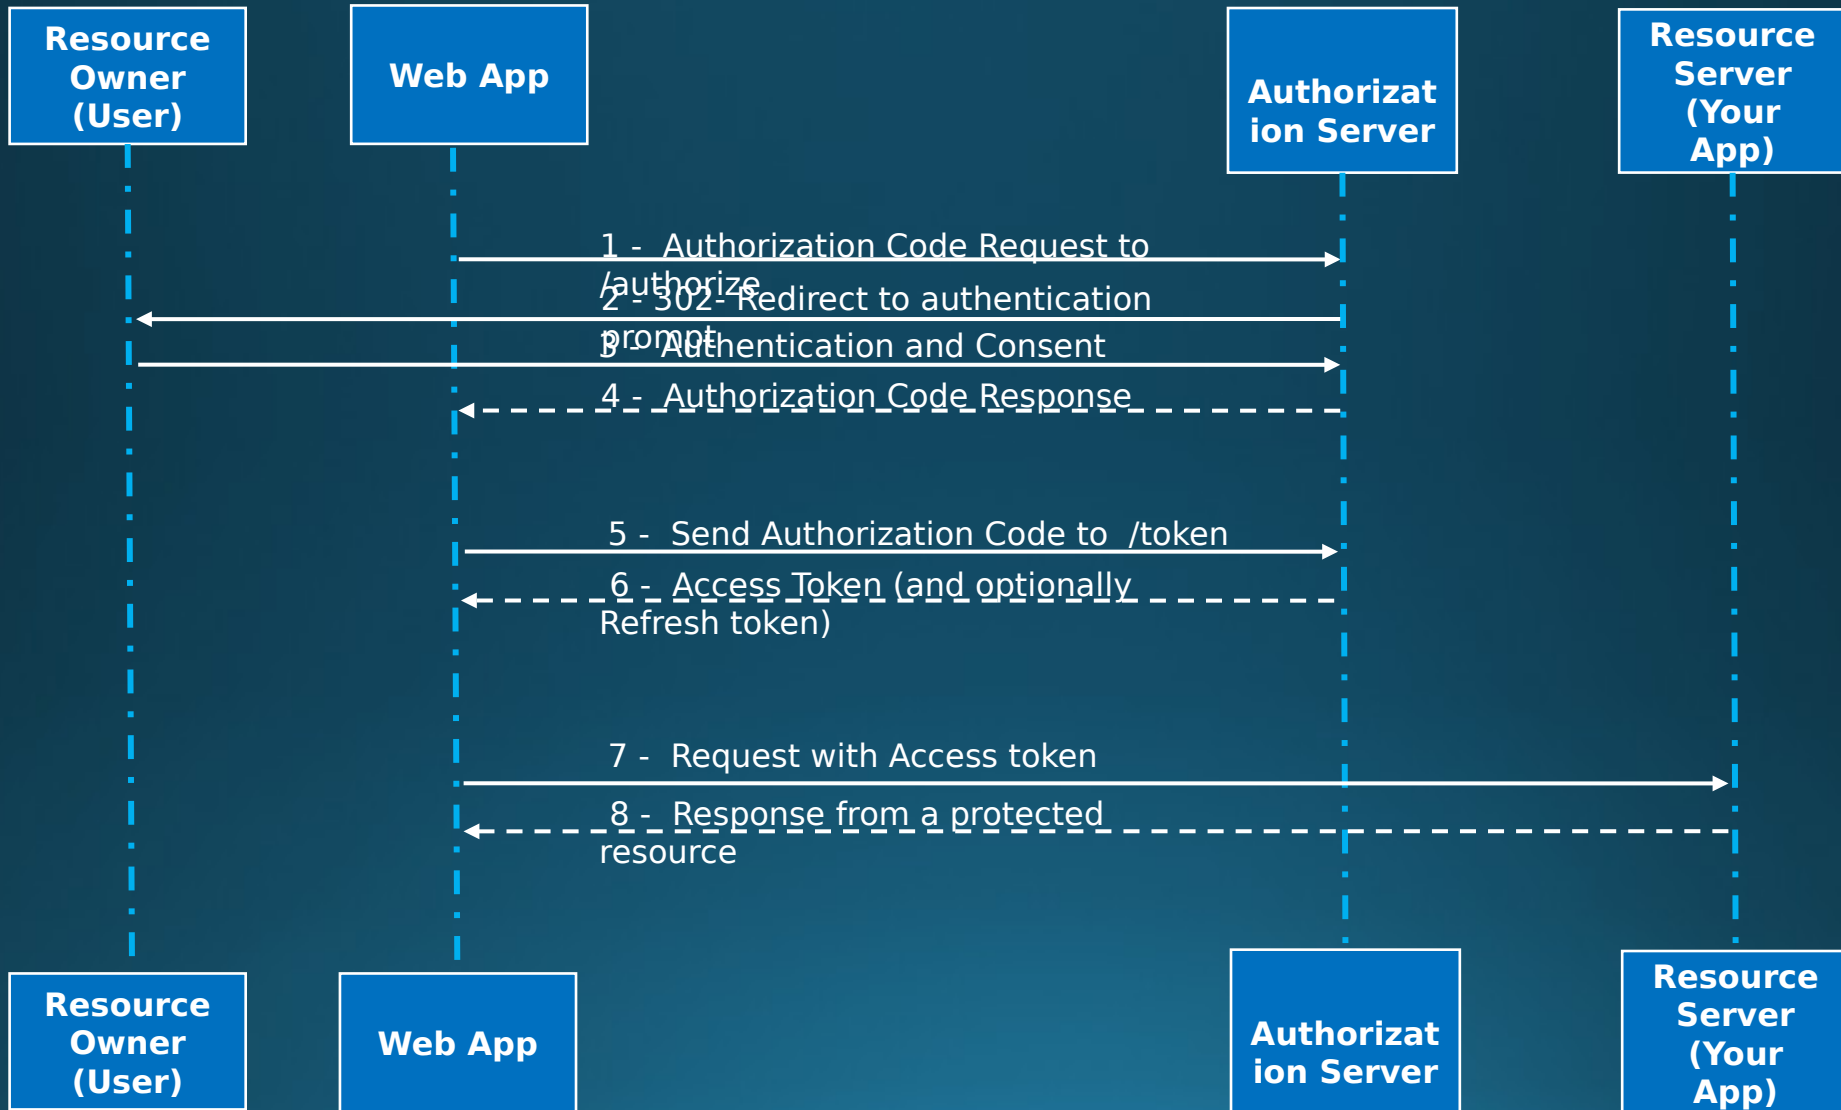 Resource
Owner
(User)
Web App
Authorizat
ion Server
Resource
Server
(Your
App)
1 -  Authorization Code Request to
/authorize
2 - 302- Redirect to authentication
prompt
3 -  Authentication and Consent
4 -  Authorization Code Response
5 -  Send Authorization Code to  /token
6 -  Access Token (and optionally
Refresh token)
7 -  Request with Access token
8 -  Response from a protected
resource
Resource
Owner
(User)
Web App
Authorizat
ion Server
Resource
Server
(Your
App)